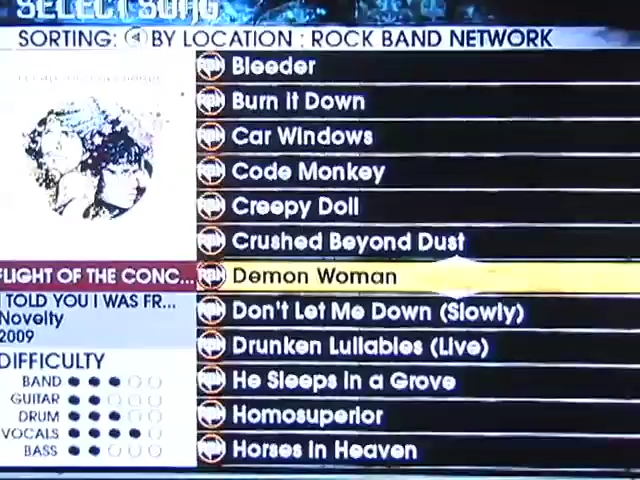 SELECT SONG
SORTING: BY LOCATION : ROCK BAND NETWORK
Bleeder
Burn it Down
Car Windows
Code Monkey
Creepy Doll
Crushed Beyond Dust
Demon Woman
Don't Let Me Down (Slowly)
Drunken Lullabies (Live)
He Sleeps in a Grove
Homosuperior
Horses in Heaven
FLIGHT OF THE CONC...
I TOLD YOU I WAS FR...
Novelty
2009
DIFFICULTY
BAND
GUITAR
DRUM
VOCALS
BASS